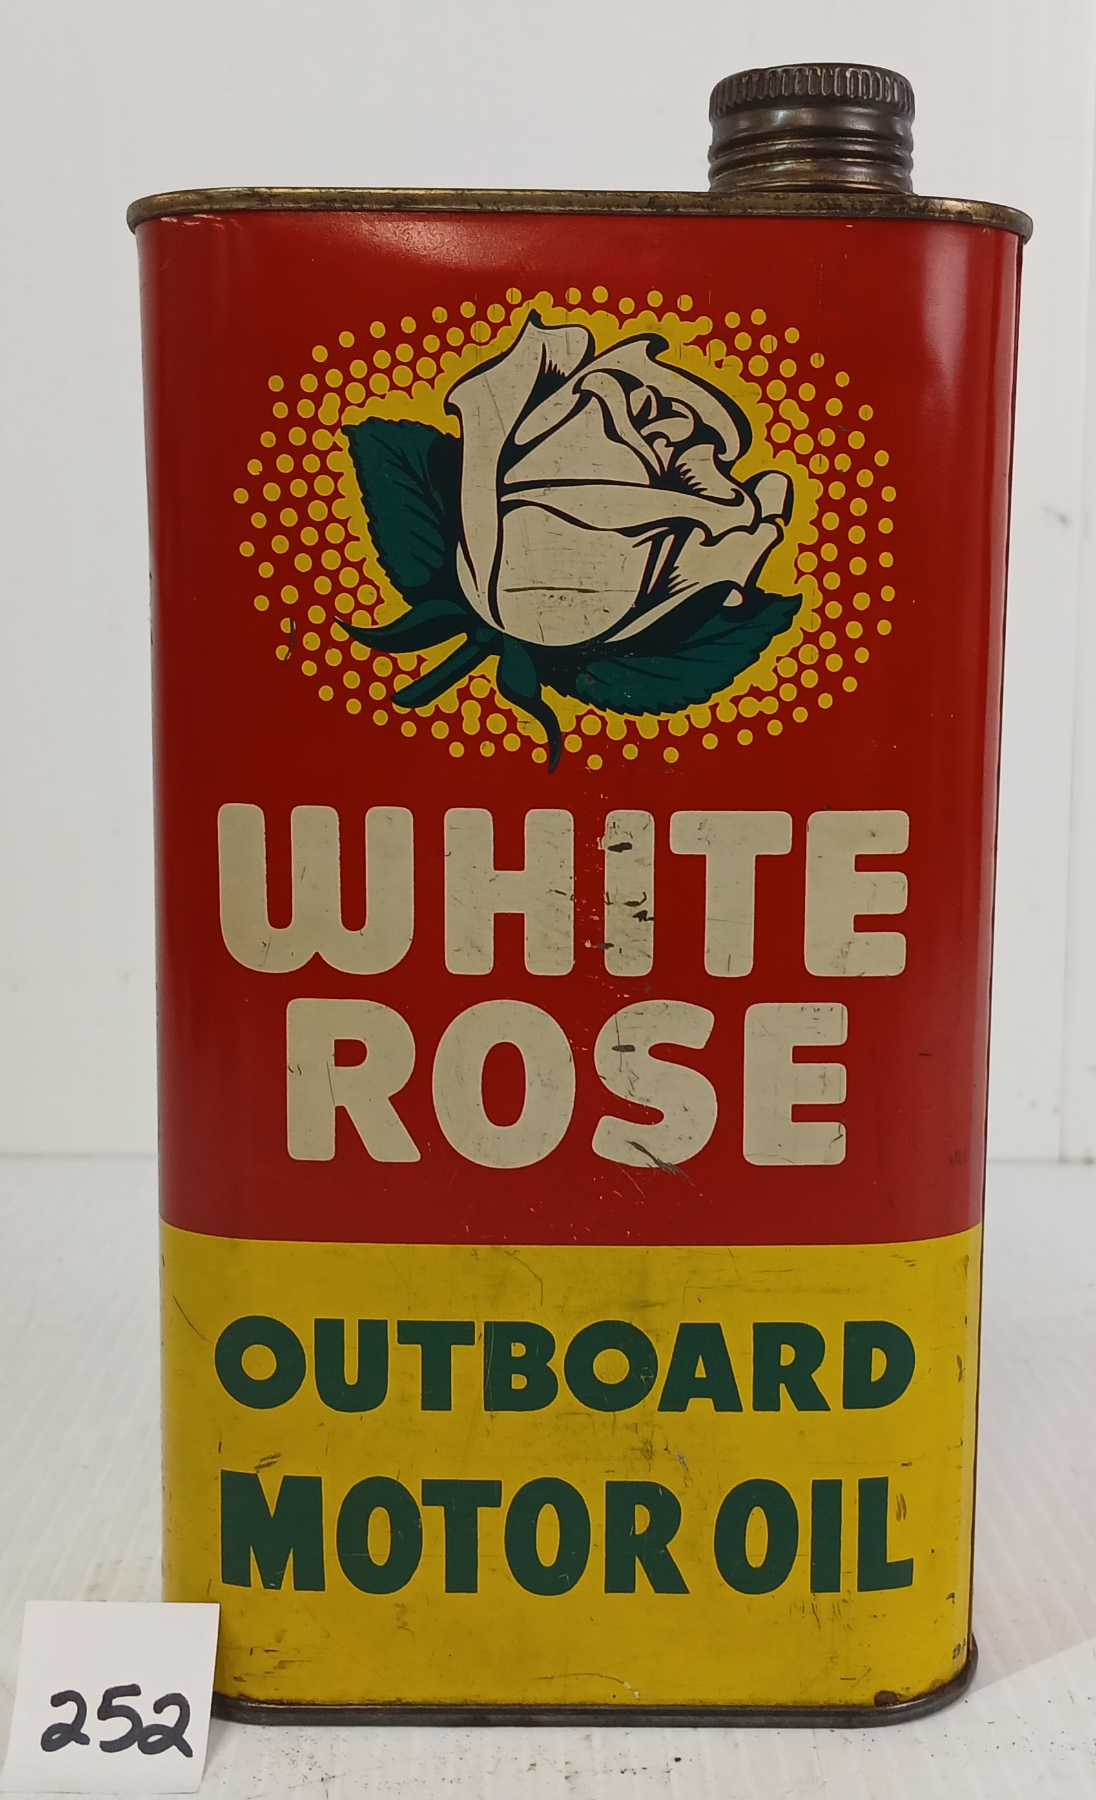 WHITE
ROSE
OUTBOARD
MOTOR OIL
252